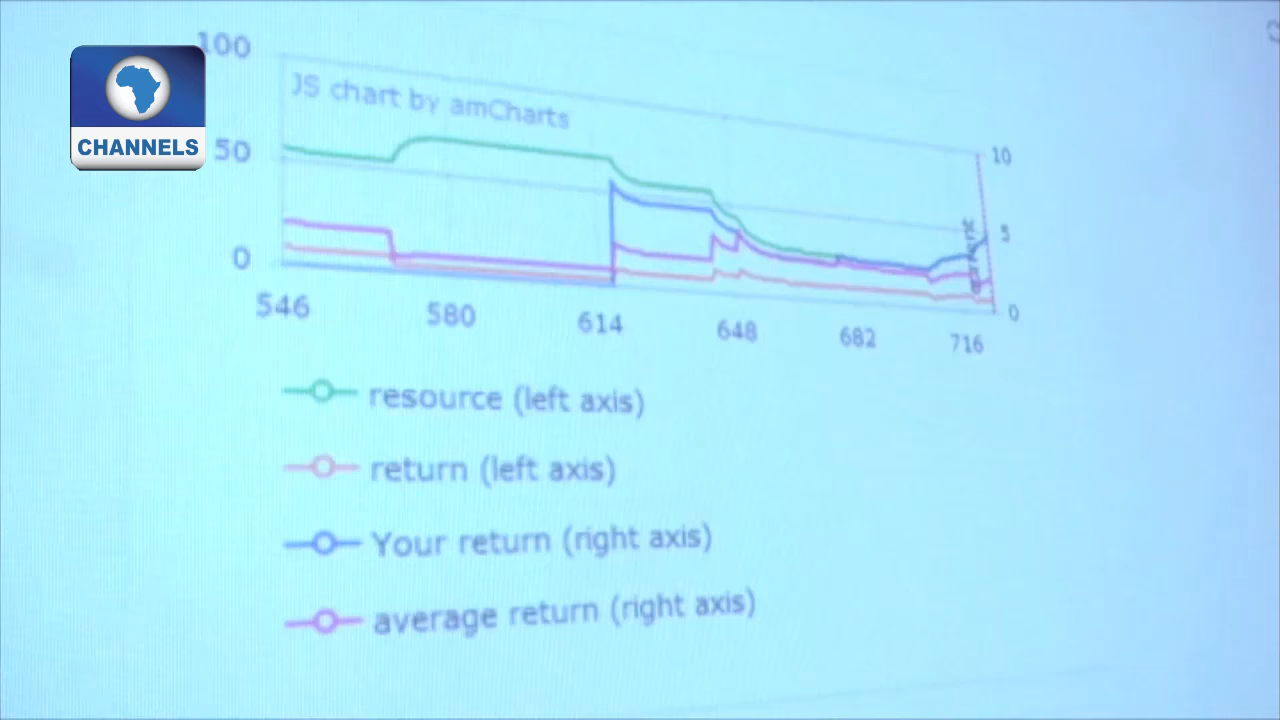 100
JS chart by amCharts
CHANNELS
50
0
10
5
0
current
546
580
614
648
682
716
resource (left axis)
return (left axis)
Your return (right axis)
average return (right axis)